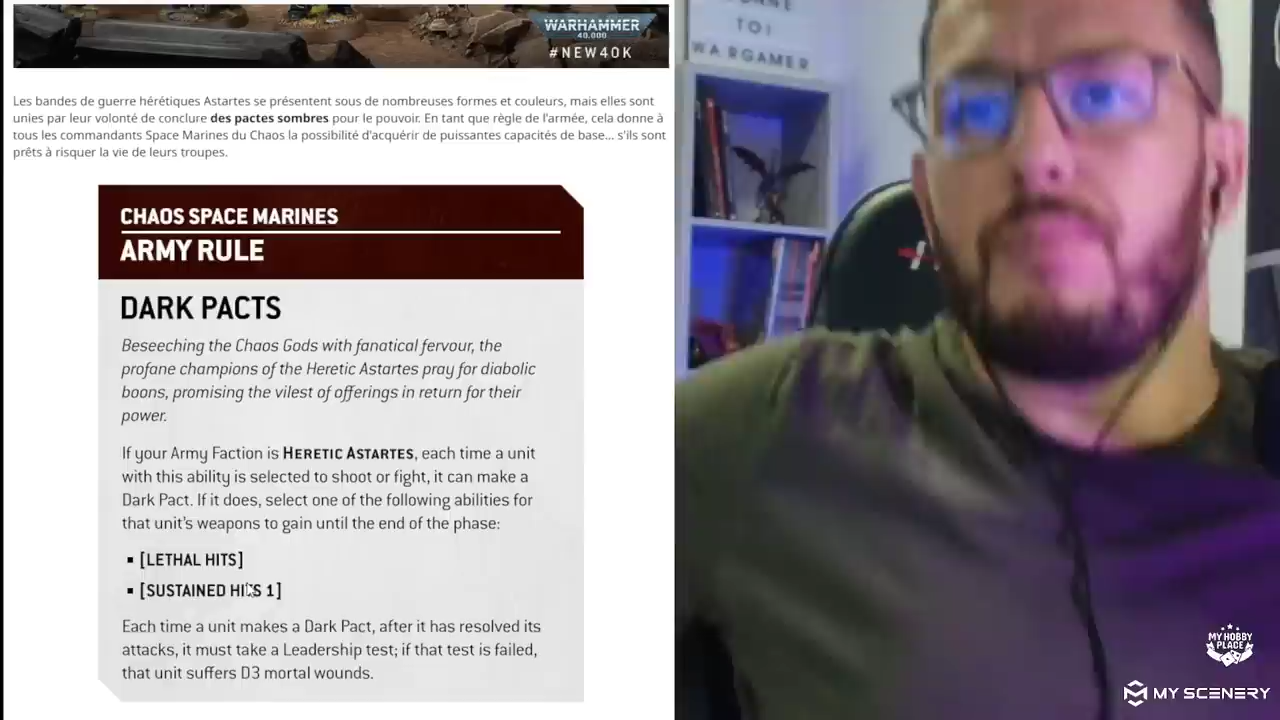 WARHAMMER
40,000
#NEW40K
TO!
WARGAMER
Les bandes de guerre hérétiques Astartes se présentent sous de nombreuses formes et couleurs, mais elles sont
unies par leur volonté de conclure des pactes sombres pour le pouvoir. En tant que règle de l'armée, cela donne à
tous les commandants Space Marines du Chaos la possibilité d'acquérir de puissantes capacités de base... s'ils sont
prêts à risquer la vie de leurs troupes.
CHAOS SPACE MARINES
ARMY RULE
DARK PACTS
Beseeching the Chaos Gods with fanatical fervour, the
profane champions of the Heretic Astartes pray for diabolic
boons, promising the vilest of offerings in return for their
power.
If your Army Faction is HERETIC ASTARTES, each time a unit
with this ability is selected to shoot or fight, it can make a
Dark Pact. If it does, select one of the following abilities for
that unit's weapons to gain until the end of the phase:
▪ [LETHAL HITS]
▪ [SUSTAINED HITS 1]
Each time a unit makes a Dark Pact, after it has resolved its
attacks, it must take a Leadership test; if that test is failed,
that unit suffers D3 mortal wounds.
MY HOBBY
PLACE
MY SCENERY